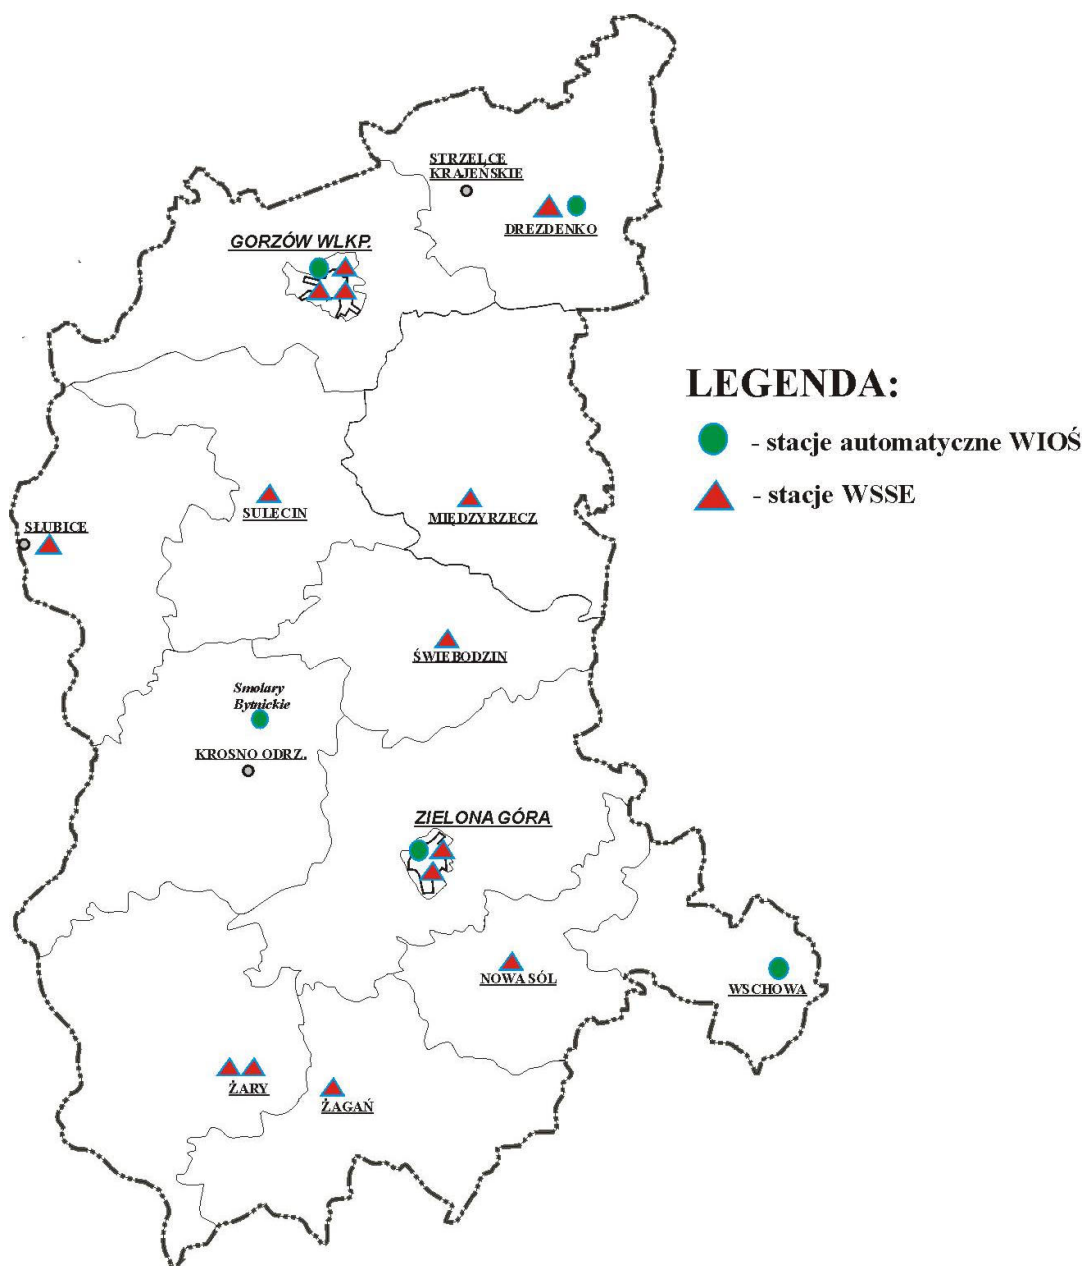 STRZELCE
KRAJEŃSKIE
DREZDENKO
GORZÓW WLKP.
LEGENDA:
- stacje automatyczne WIOŚ
- stacje WSSE
SULECIN
MIĘDZYRZECZ
SŁUBICE
ŚWIEBODZIN
Smolary
Bytnickie
KROSNO ODRZ.
ZIELONA GÓRA
NOWA SÓL
WSCHOWA
ŻARY
ŻAGAŃ